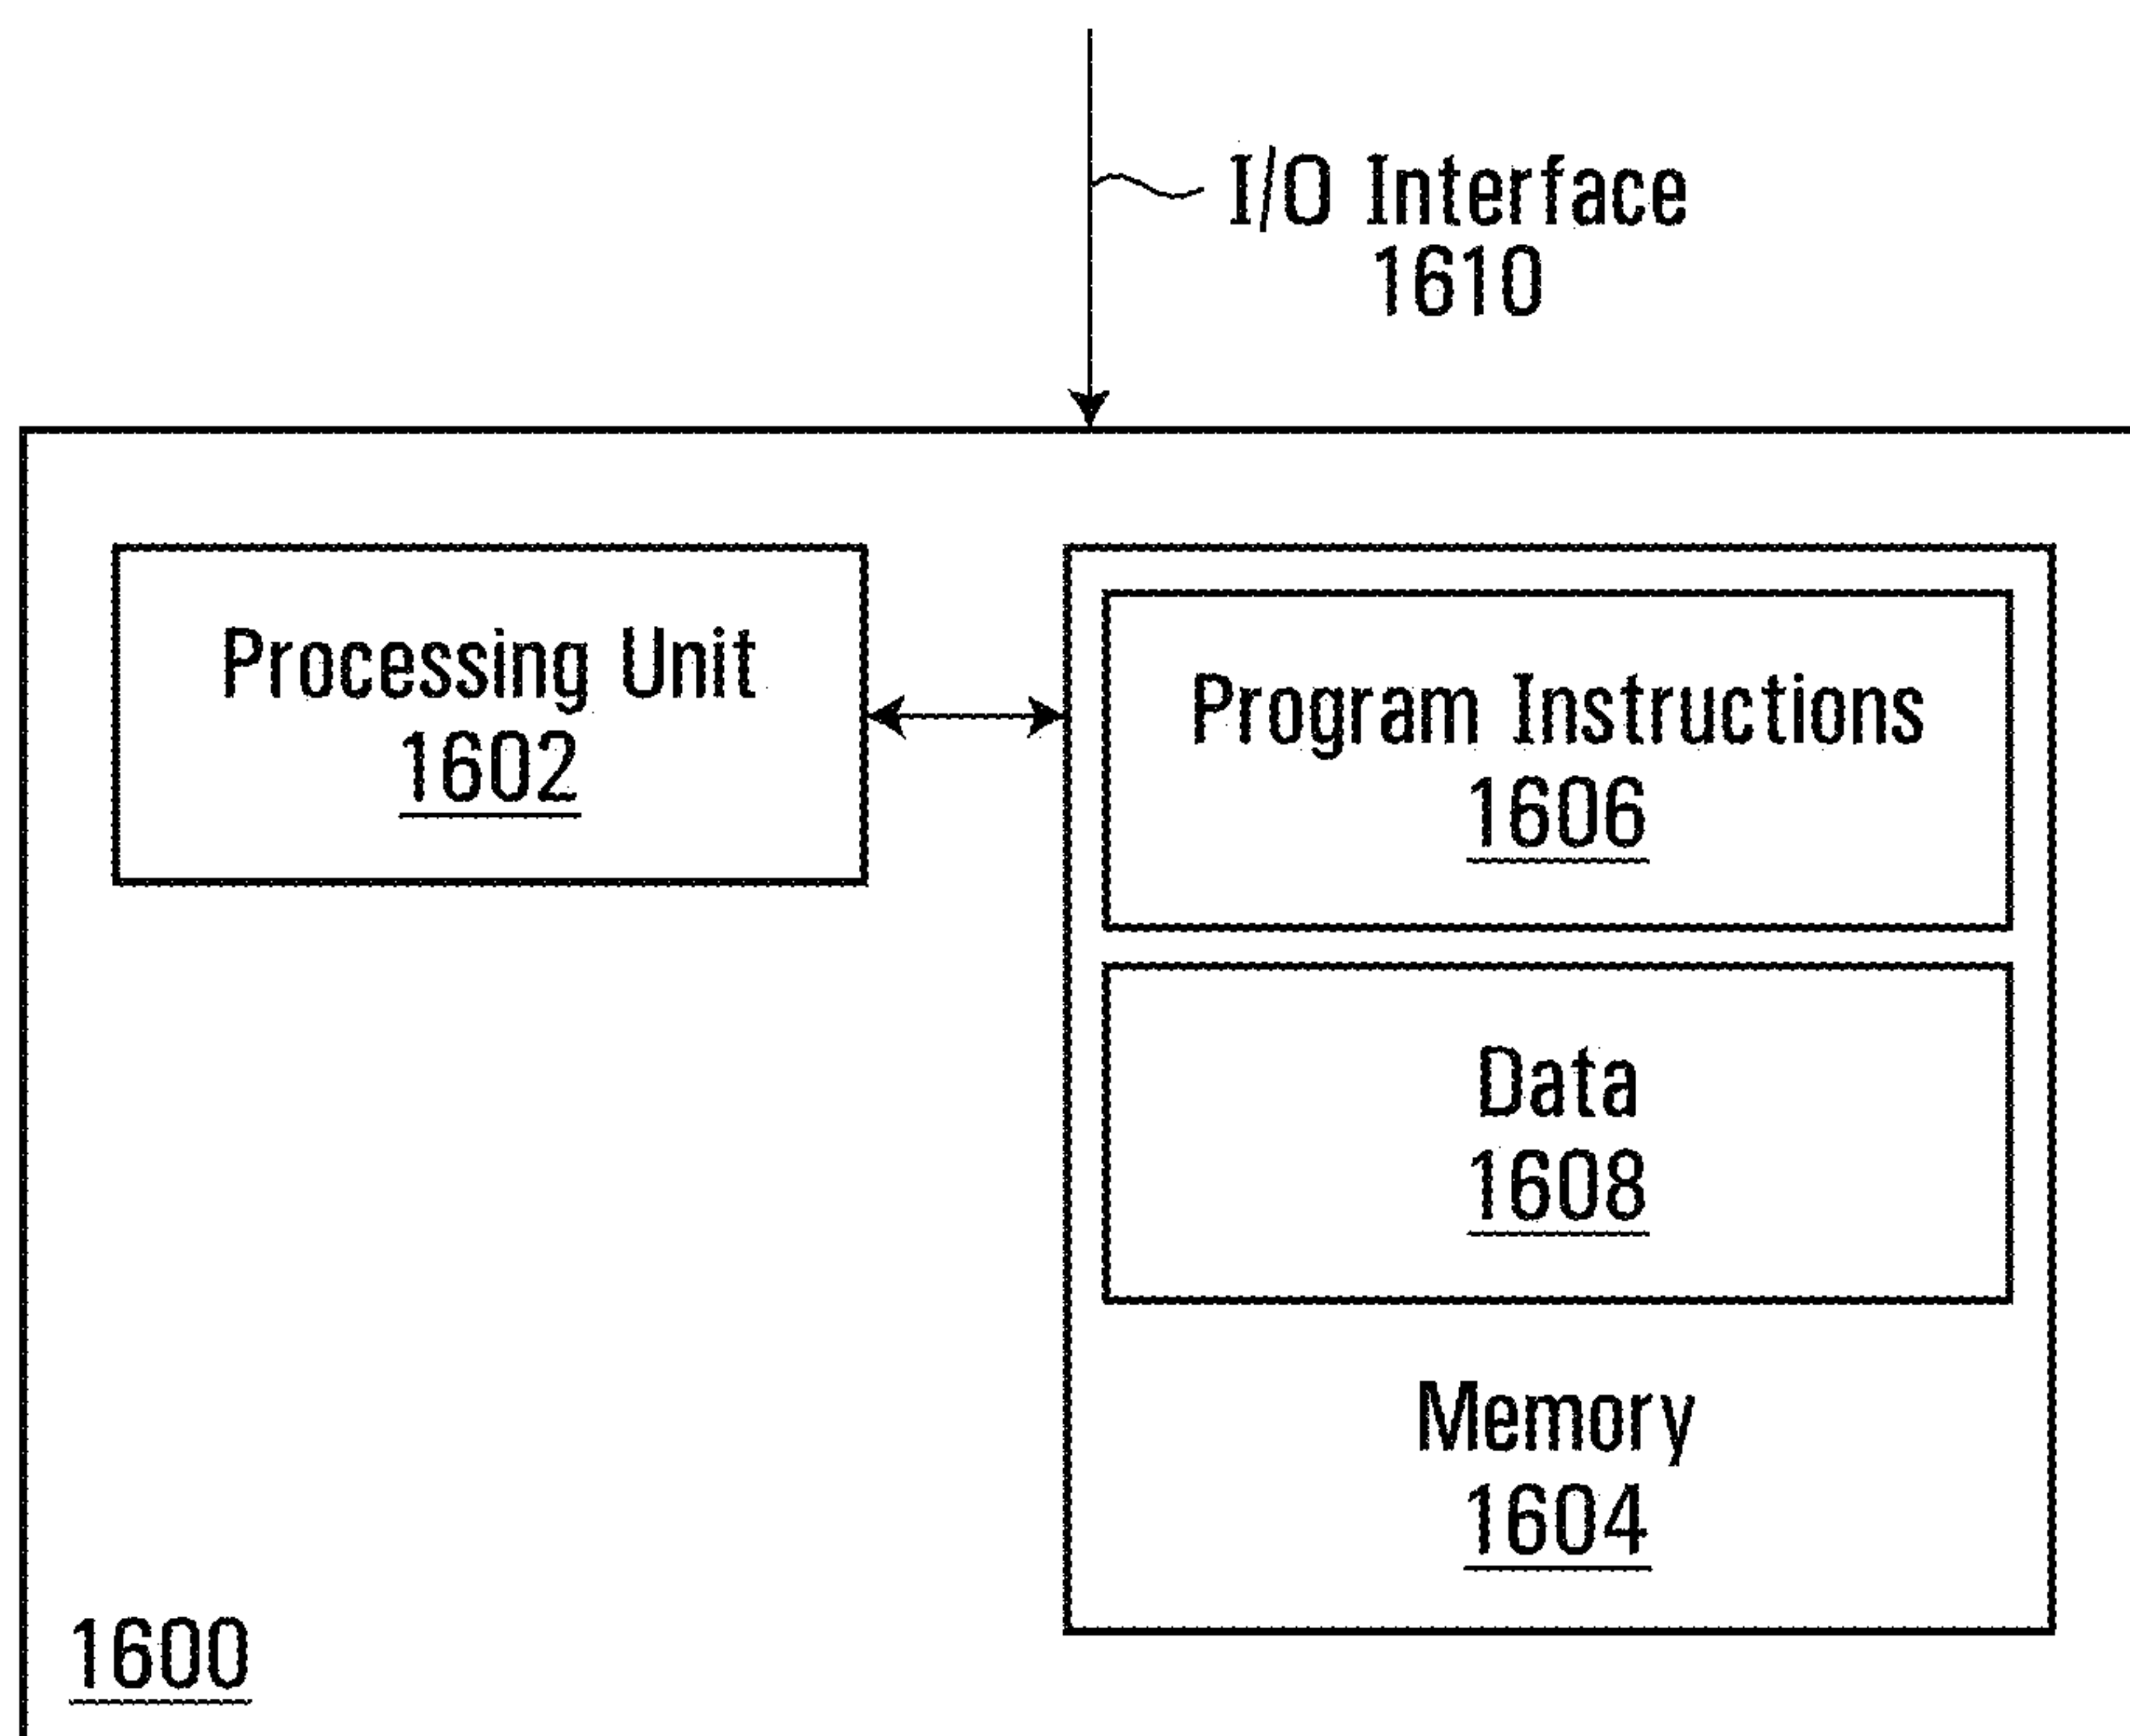 I/O Interface
1610
Processing Unit
1602
Program Instructions
1606
Data
1608
Memory
1604
1600